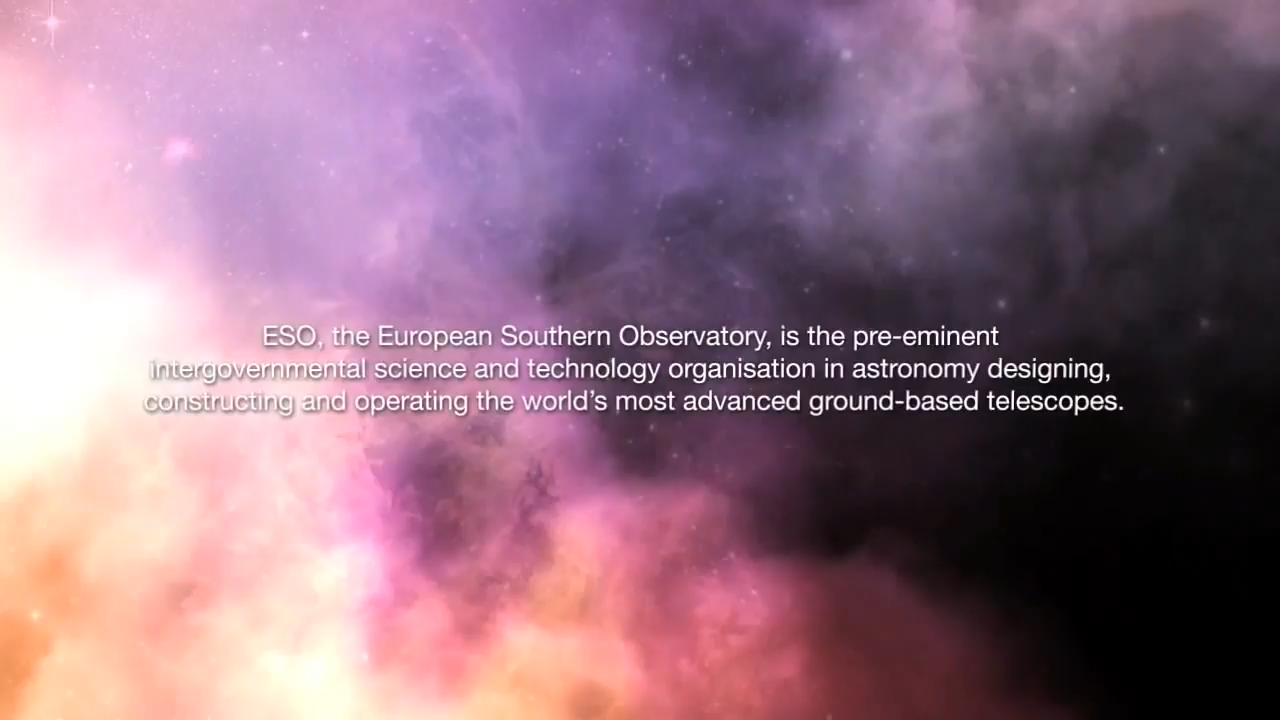 ESO, the European Southern Observatory, is the pre-eminent
intergovernmental science and technology organisation in astronomy designing,
constructing and operating the world’s most advanced ground-based telescopes.